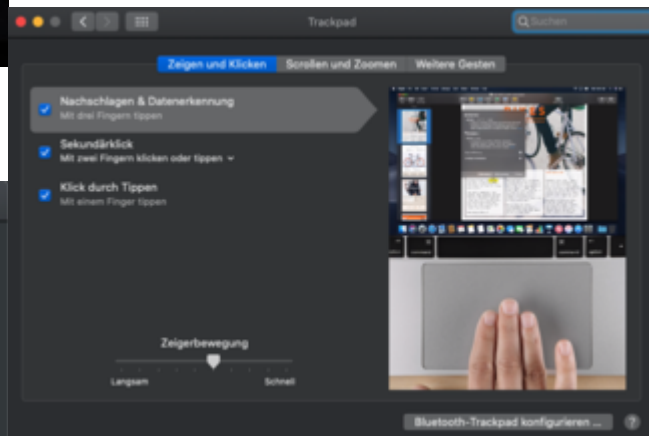 Trackpad
Suchen
Zeigen und Klicken
Scrollen und Zoomen
Weitere Gesten
Nachschlagen & Datenerkennung
Mit drei Fingern tippen
Sekundärklick
Mit zwei Fingern klicken oder tippen
Klick durch Tippen
Mit einem Finger tippen
Zeigerbewegung
Langsam
Schnell
Bluetooth-Trackpad konfigurieren ...
?